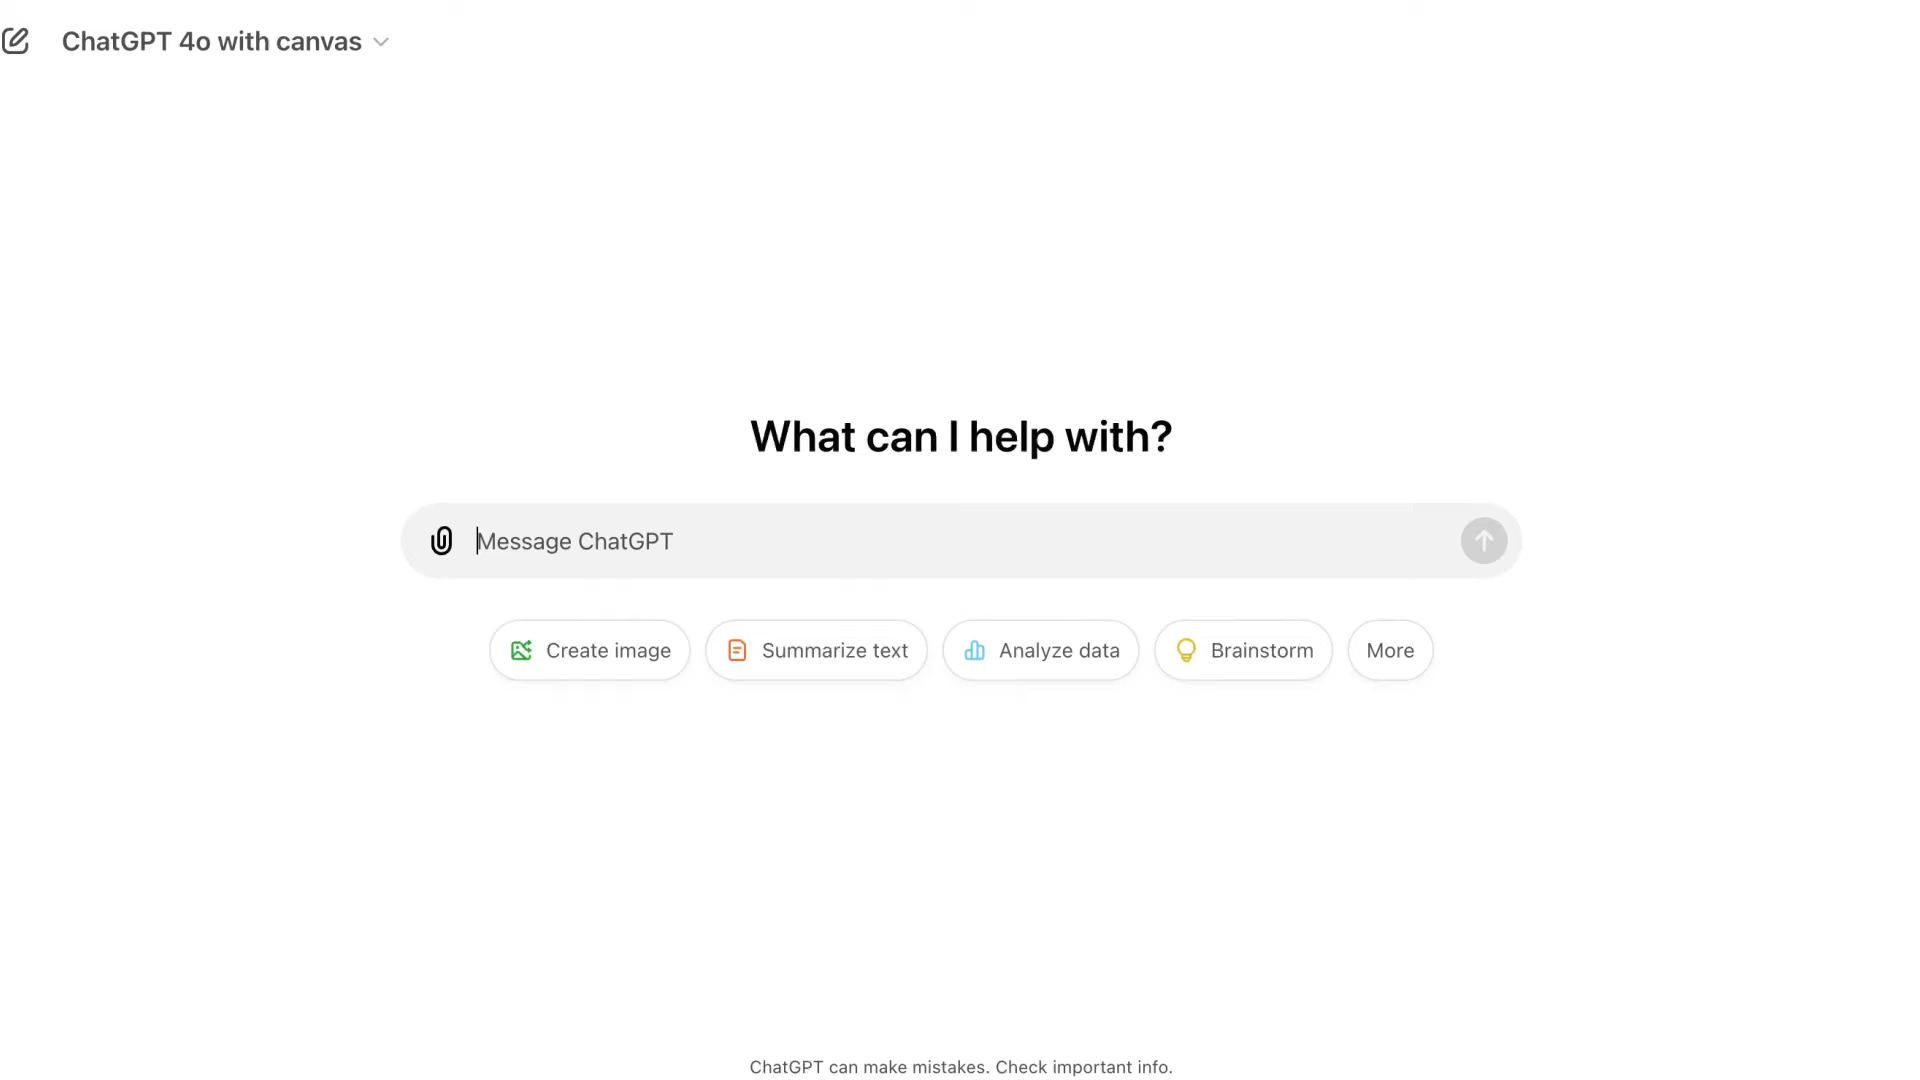 ChatGPT 4o with canvas
What can I help with?
Message ChatGPT
Create image
Summarize text
Analyze data
Brainstorm
More
ChatGPT can make mistakes. Check important info.